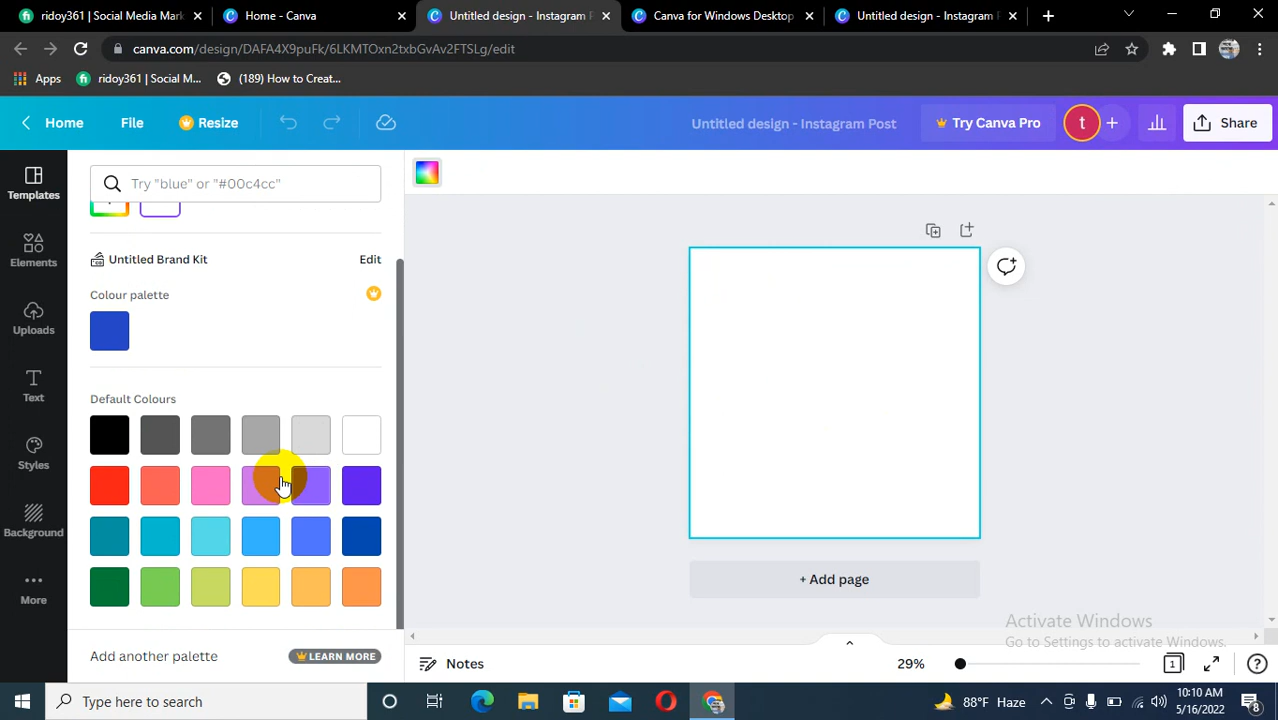 ridoy361 | Social Media Mark
Home - Canva
Untitled design - Instagram P
Canva for Windows Desktop
Untitled design - Instagram P
canva.com/design/DAFA4X9puFk/6LKMTOxn2txbGvAv2FTSLg/edit
Apps
ridoy361 | Social M...
(189) How to Creat...
Home
File
Resize
Untitled design - Instagram Post
Try Canva Pro
t
Share
Templates
Try "blue" or "#00c4cc"
Elements
Untitled Brand Kit
Edit
Colour palette
Uploads
Text
Default Colours
Styles
Background
More
+ Add page
Activate Windows
Go to Settings to activate Windows.
Add another palette
LEARN MORE
Notes
29%
1
Type here to search
88°F Haze
10:10 AM
5/16/2022
8